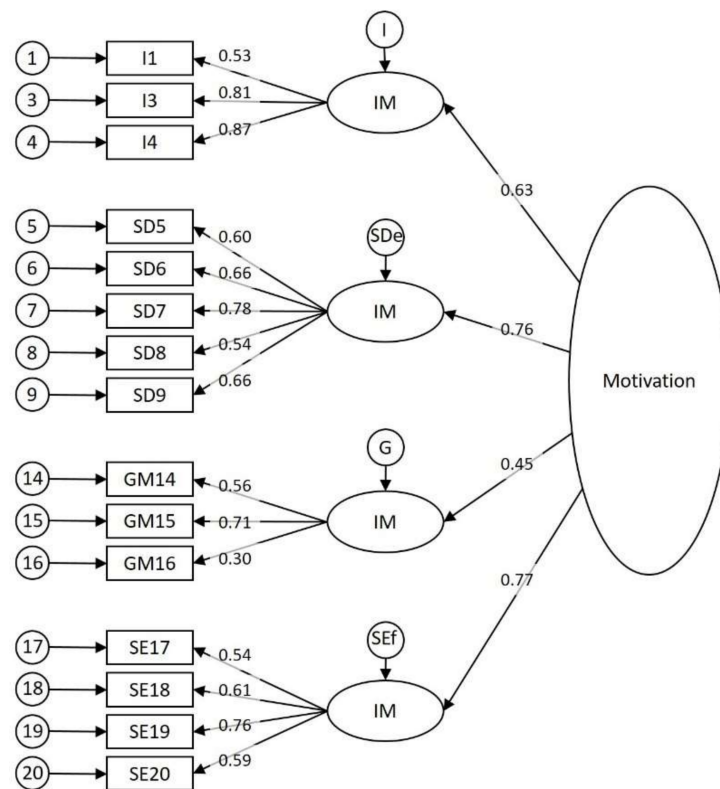 I
1 I1 0.53
3 I3 0.81 IM
4 I4 0.87
0.63
5 SD5 0.60 SDe
6 SD6 0.66
7 SD7 0.78 IM 0.76
8 SD8 0.54
9 SD9 0.66
Motivation
G
14 GM14 0.56 0.45
15 GM15 0.71 IM
16 GM16 0.30
0.77
17 SE17 0.54 SEf
18 SE18 0.61
19 SE19 0.76 IM
20 SE20 0.59